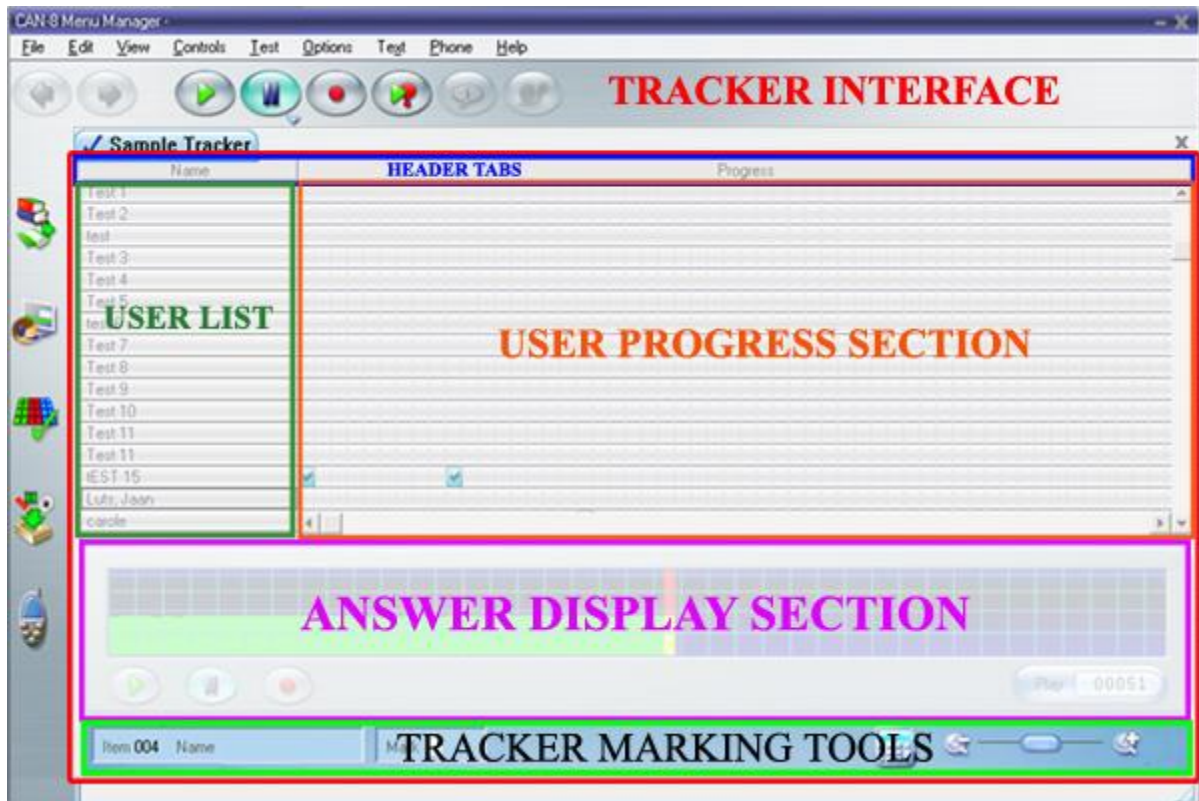 CAN-8 Menu Manager -
File Edit View Controls Test Options Text Phone Help
TRACKER INTERFACE
Sample Tracker
Name HEADER TABS Progress
Test 1
Test 2
test
Test 3
Test 4
Test 5
USER LIST
USER PROGRESS SECTION
Test 7
Test 8
Test 9
Test 10
Test 11
Test 11
tEST 15
Luts, Jaan
carole
ANSWER DISPLAY SECTION
Play 00051
Item 004 Name Mark
TRACKER MARKING TOOLS